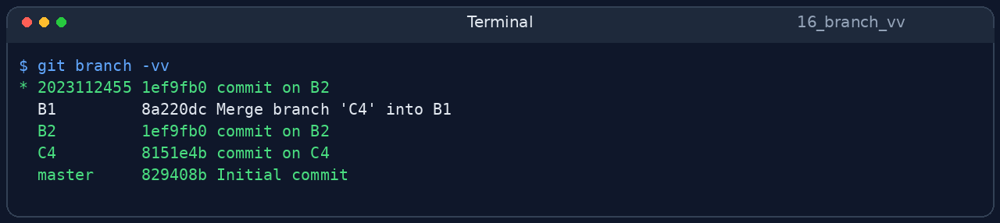 Terminal 16_branch_vv
$ git branch -vv
* 2023112455 1ef9fb0 commit on B2
  B1         8a220dc Merge branch 'C4' into B1
  B2         1ef9fb0 commit on B2
  C4         8151e4b commit on C4
  master     829408b Initial commit